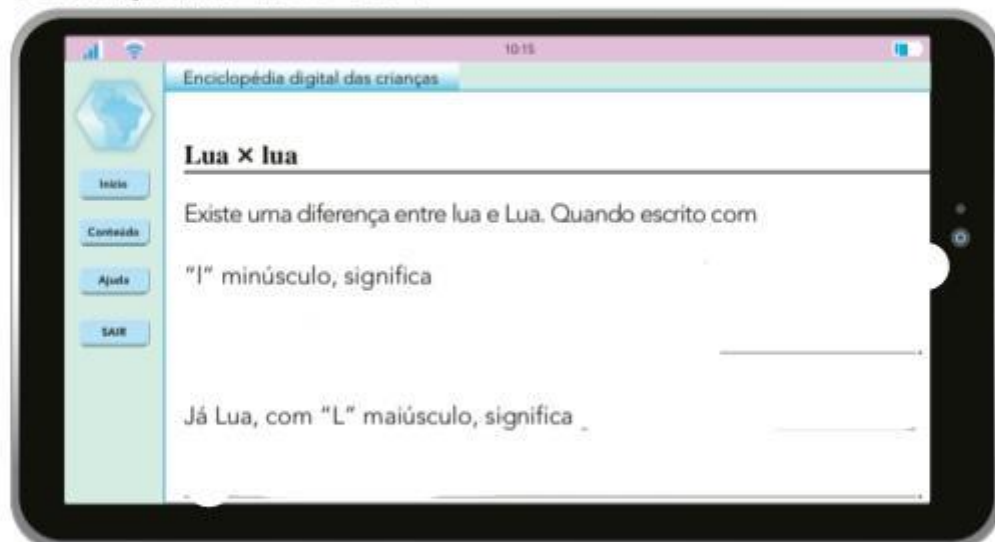 10:15
Enciclopédia digital das crianças
Lua × lua
Início
Existe uma diferença entre lua e Lua. Quando escrito com
Conteúdo
"l" minúsculo, significa
Ajuda
SAIR
Já Lua, com "L" maiúsculo, significa